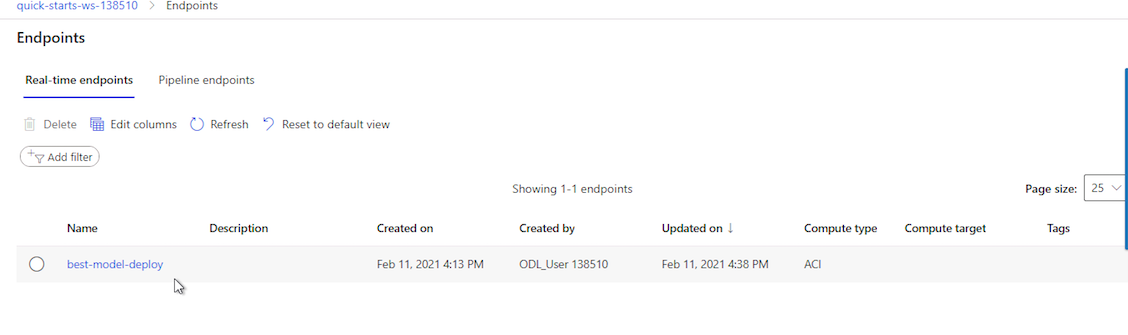 quick-starts-ws-138510 > Endpoints
Endpoints
Real-time endpoints Pipeline endpoints
Delete Edit columns Refresh Reset to default view
Add filter
Showing 1-1 endpoints Page size: 25
Name Description Created on Created by Updated on ↓ Compute type Compute target Tags
best-model-deploy Feb 11, 2021 4:13 PM ODL_User 138510 Feb 11, 2021 4:38 PM ACI